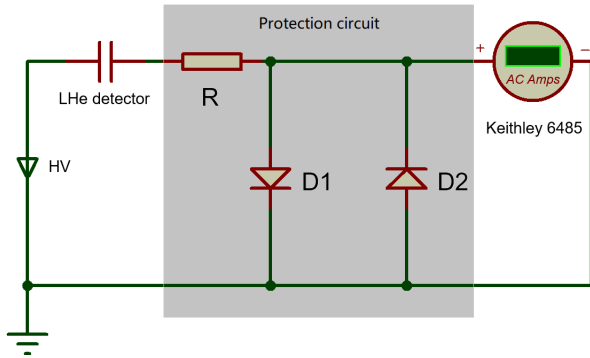 Protection circuit
+
−
AC Amps
LHe detector
R
Keithley 6485
HV
D1
D2